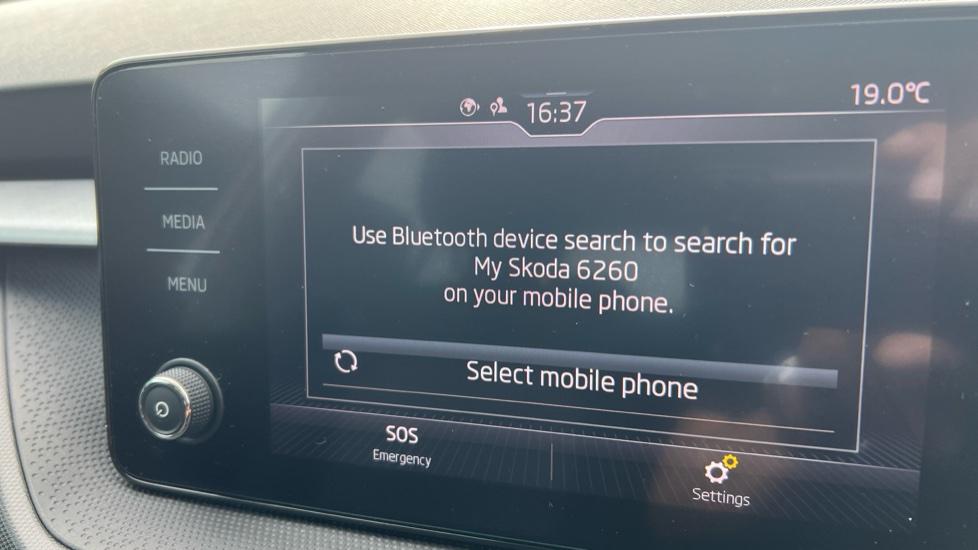 16:37
19.0°C
RADIO
MEDIA
MENU
Use Bluetooth device search to search for
My Skoda 6260
on your mobile phone.
Select mobile phone
SOS
Emergency
Settings